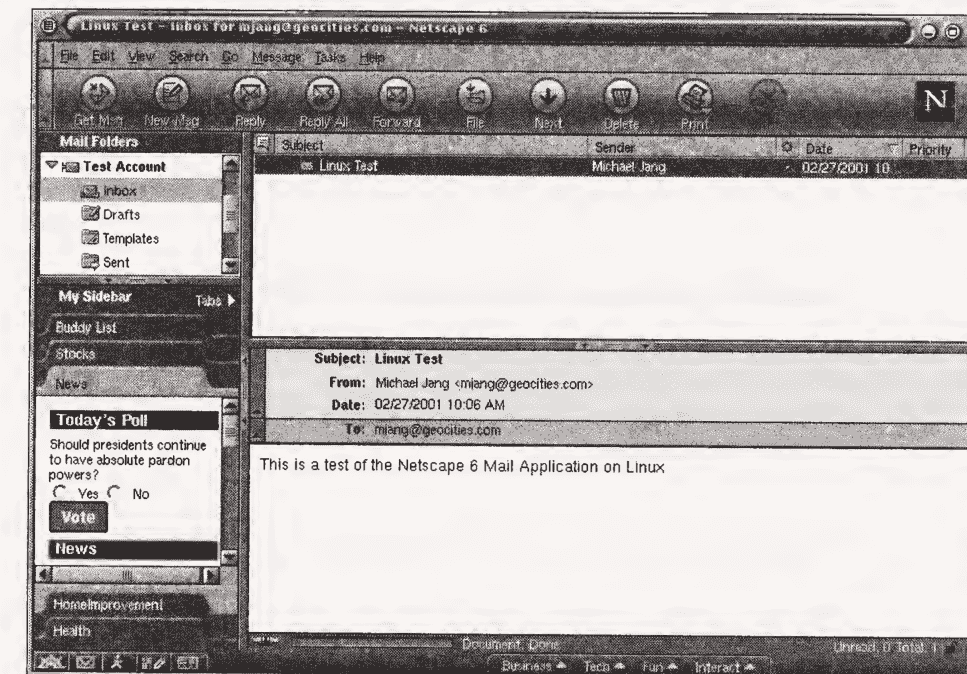 Linux Test – Inbox for mjang@geocities.com – Netscape 6
File Edit View Search Go Message Tasks Help
Get Msg New Msg Reply Reply All Forward File Next Delete Print
N
Mail Folders
Subject Sender Date Priority
Test Account
Linux Test Michael Jang 02/27/2001 10
Inbox
Drafts
Templates
Sent
My Sidebar Tabs
Buddy List
Stocks
News
Subject: Linux Test
From: Michael Jang <mjang@geocities.com>
Date: 02/27/2001 10:06 AM
To: mjang@geocities.com
Today's Poll
Should presidents continue
to have absolute pardon
powers?
Yes No
Vote
News
This is a test of the Netscape 6 Mail Application on Linux
HomeImprovement
Health
Document: Done
Unread: 0 Total: 1
Business Tech Fun Interact